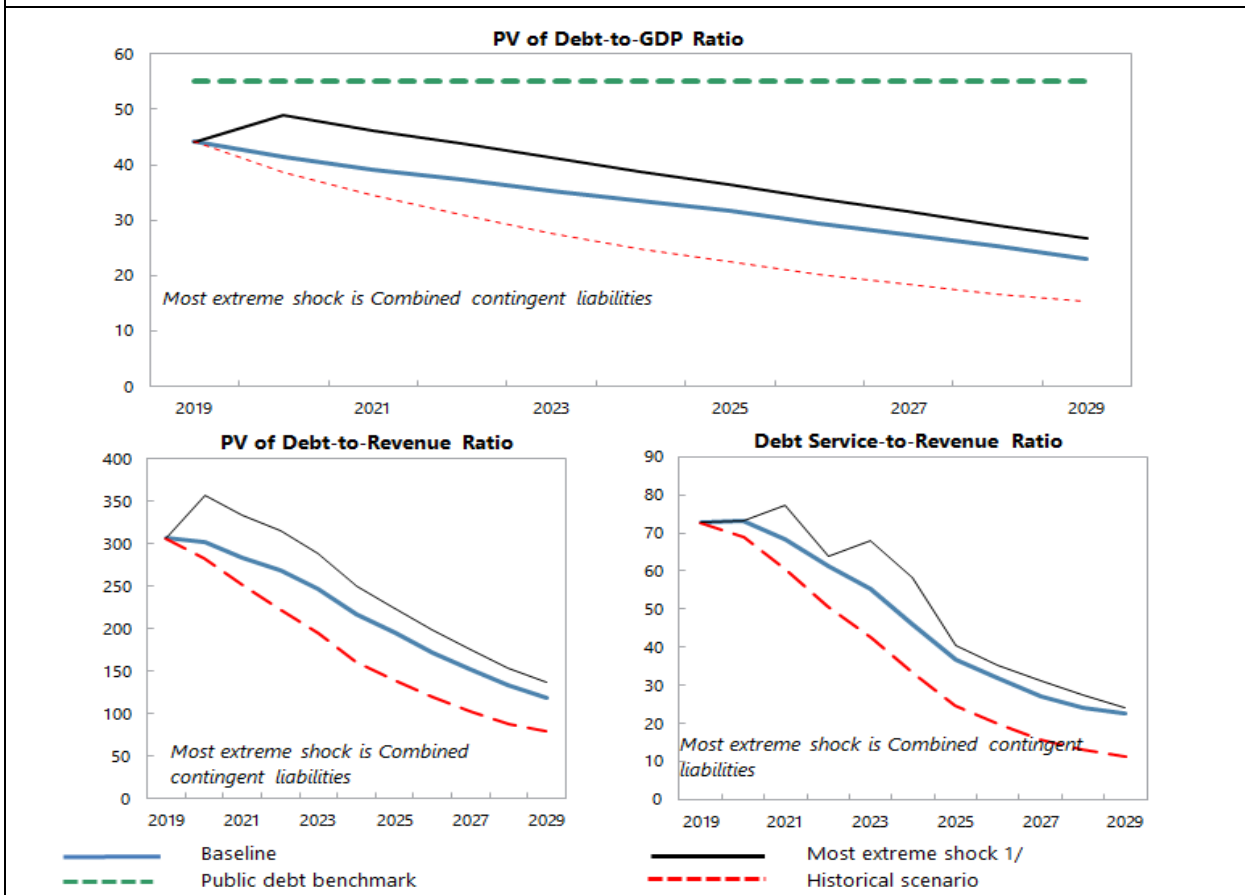 PV of Debt-to-GDP Ratio
60
50
40
30
20
10
0
2019 2021 2023 2025 2027 2029
Most extreme shock is Combined contingent liabilities
PV of Debt-to-Revenue Ratio
400
350
300
250
200
150
100
50
0
2019 2021 2023 2025 2027 2029
Most extreme shock is Combined
contingent liabilities
Debt Service-to-Revenue Ratio
90
80
70
60
50
40
30
20
10
0
2019 2021 2023 2025 2027 2029
Most extreme shock is Combined contingent
liabilities
Baseline
Public debt benchmark
Most extreme shock 1/
Historical scenario